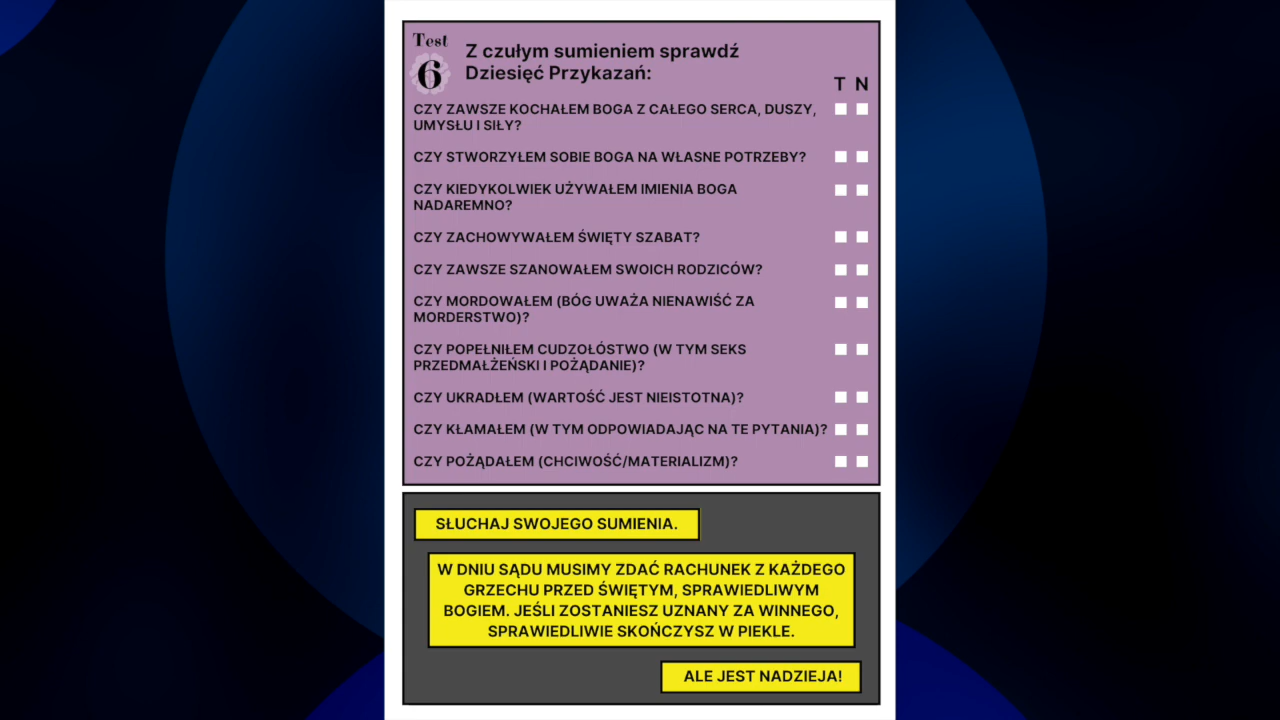 Test
6
Z czułym sumieniem sprawdź
Dziesięć Przykazań:
T N
CZY ZAWSZE KOCHAŁEM BOGA Z CAŁEGO SERCA, DUSZY,
UMYSŁU I SIŁY?
CZY STWORZYŁEM SOBIE BOGA NA WŁASNE POTRZEBY?
CZY KIEDYKOLWIEK UŻYWAŁEM IMIENIA BOGA
NADAREMNO?
CZY ZACHOWYWAŁEM ŚWIĘTY SZABAT?
CZY ZAWSZE SZANOWAŁEM SWOICH RODZICÓW?
CZY MORDOWAŁEM (BÓG UWAŻA NIENAWIŚĆ ZA
MORDERSTWO)?
CZY POPEŁNIŁEM CUDZOŁÓSTWO (W TYM SEKS
PRZEDMAŁŻEŃSKI I POŻĄDANIE)?
CZY UKRADŁEM (WARTOŚĆ JEST NIEISTOTNA)?
CZY KŁAMAŁEM (W TYM ODPOWIADAJĄC NA TE PYTANIA)?
CZY POŻĄDAŁEM (CHCIWOŚĆ/MATERIALIZM)?
SŁUCHAJ SWOJEGO SUMIENIA.
W DNIU SĄDU MUSIMY ZDAĆ RACHUNEK Z KAŻDEGO
GRZECHU PRZED ŚWIĘTYM, SPRAWIEDLIWYM
BOGIEM. JEŚLI ZOSTANIESZ UZNANY ZA WINNEGO,
SPRAWIEDLIWIE SKOŃCZYSZ W PIEKLE.
ALE JEST NADZIEJA!